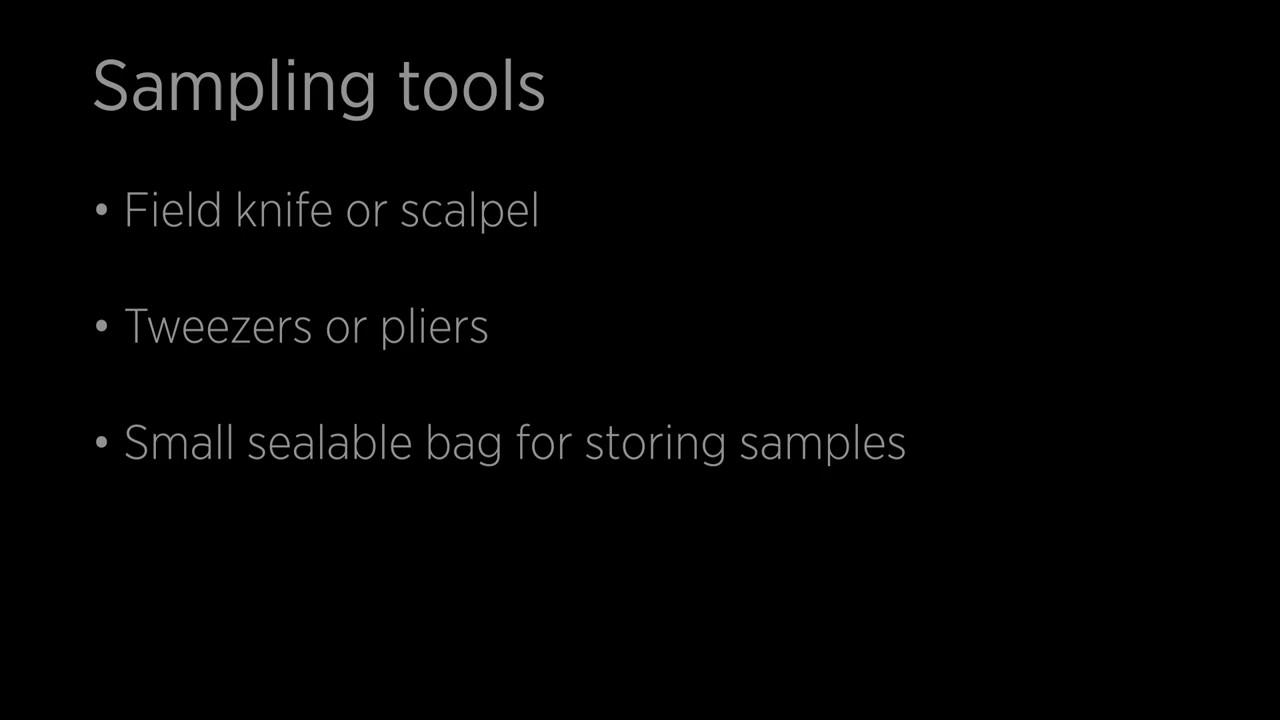 Sampling tools
• Field knife or scalpel
• Tweezers or pliers
• Small sealable bag for storing samples